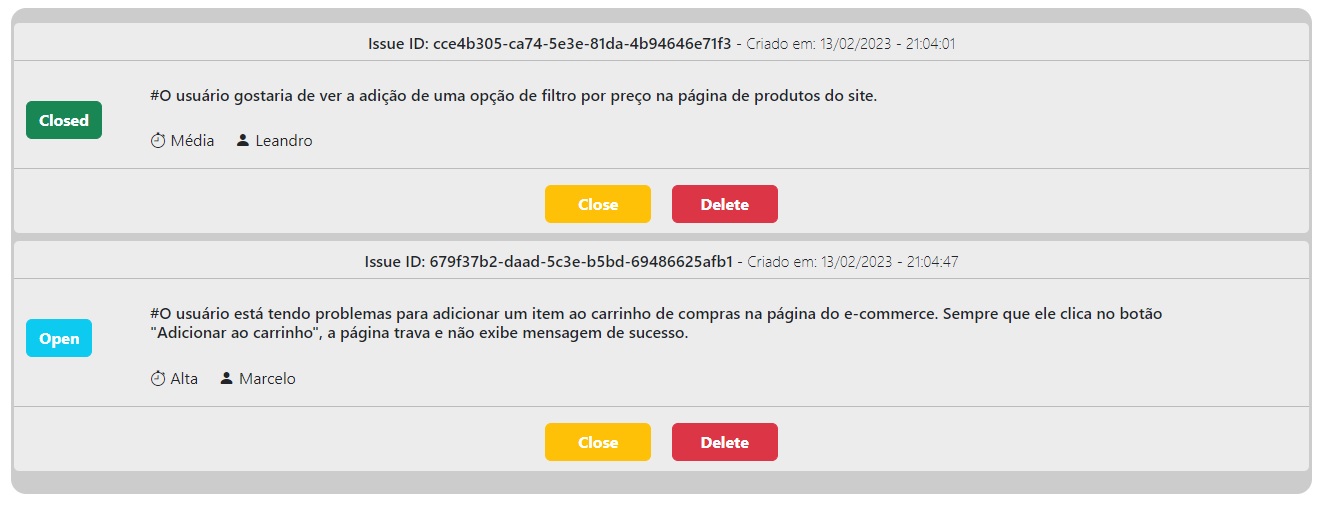 Issue ID: cce4b305-ca74-5e3e-81da-4b94646e71f3 - Criado em: 13/02/2023 - 21:04:01
#O usuário gostaria de ver a adição de uma opção de filtro por preço na página de produtos do site.
Closed
Média Leandro
Close Delete
Issue ID: 679f37b2-daad-5c3e-b5bd-69486625afb1 - Criado em: 13/02/2023 - 21:04:47
#O usuário está tendo problemas para adicionar um item ao carrinho de compras na página do e-commerce. Sempre que ele clica no botão
"Adicionar ao carrinho", a página trava e não exibe mensagem de sucesso.
Open
Alta Marcelo
Close Delete